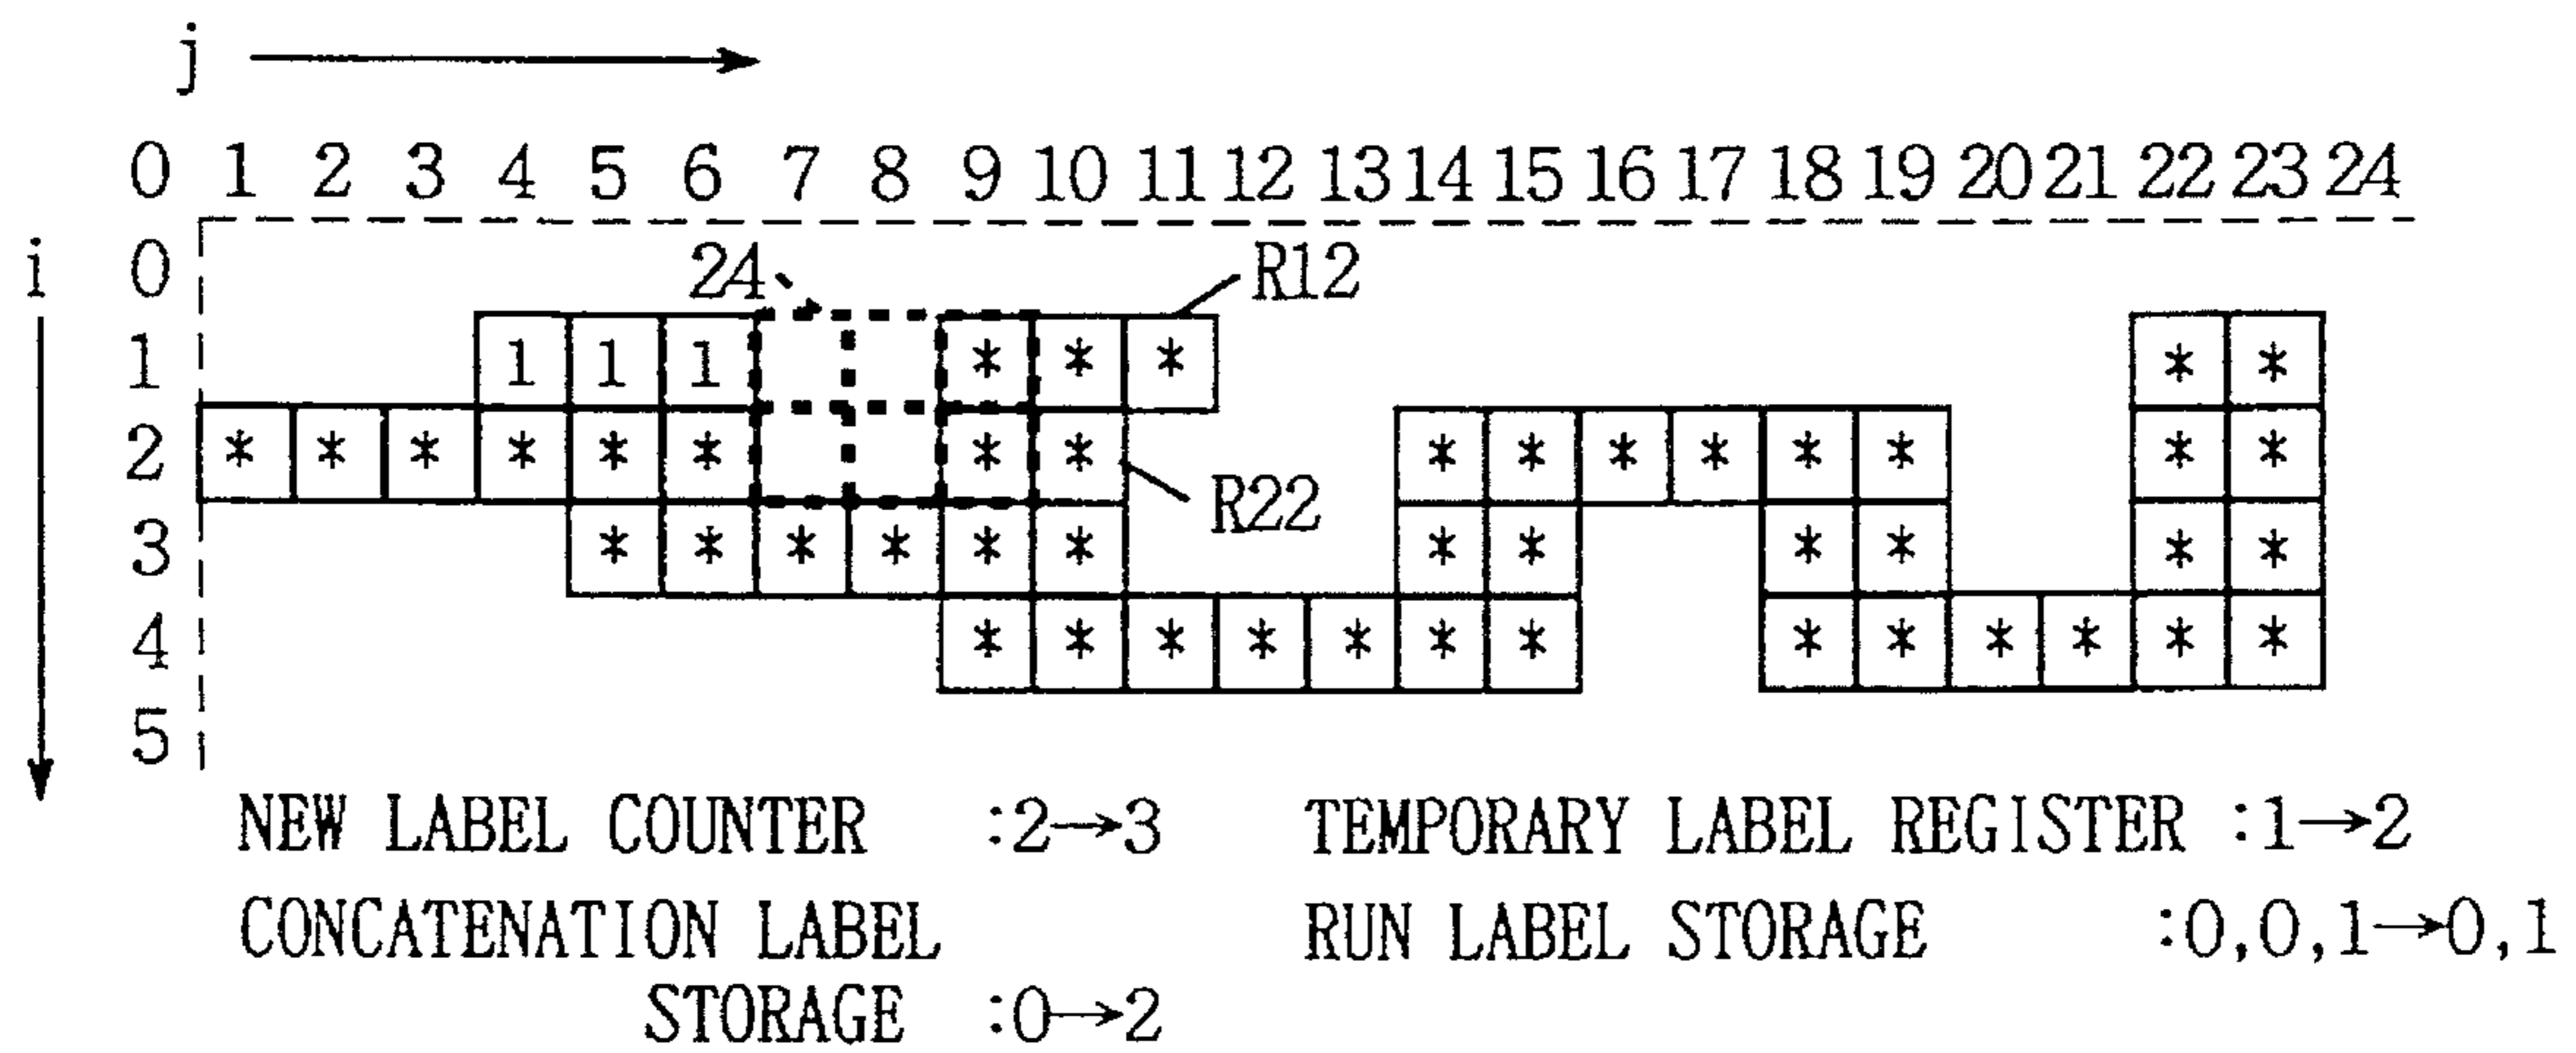 j
0 1 2 3 4 5 6 7 8 9 10 11 12 13 14 15 16 17 18 19 20 21 22 23 24
i 0 24 R12
1 1 1 1 * * * * *
2 * * * * * * * * * * * * * * * *
R22
3 * * * * * * * * * * * *
4 * * * * * * * * * * * * *
5
NEW LABEL COUNTER :2→3 TEMPORARY LABEL REGISTER :1→2
CONCATENATION LABEL RUN LABEL STORAGE :0,0,1→0,1
STORAGE :0→2